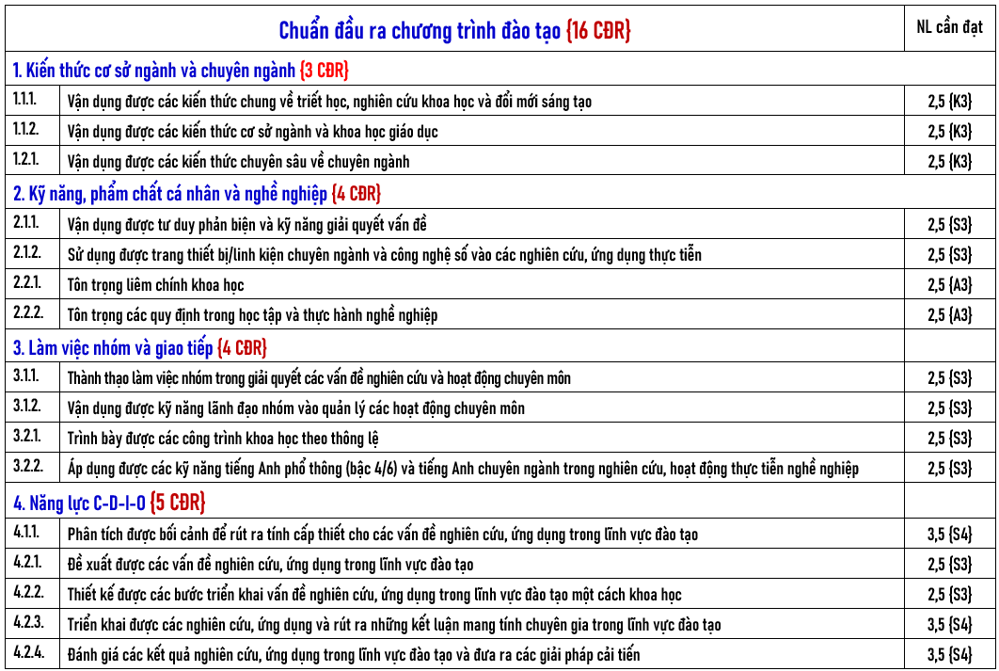 Chuẩn đầu ra chương trình đào tạo {16 CĐR} NL cần đạt
1. Kiến thức cơ sở ngành và chuyên ngành {3 CĐR}
1.1.1. Vận dụng được các kiến thức chung về triết học, nghiên cứu khoa học và đổi mới sáng tạo 2,5 {K3}
1.1.2. Vận dụng được các kiến thức cơ sở ngành và khoa học giáo dục 2,5 {K3}
1.2.1. Vận dụng được các kiến thức chuyên sâu về chuyên ngành 2,5 {K3}
2. Kỹ năng, phẩm chất cá nhân và nghề nghiệp {4 CĐR}
2.1.1. Vận dụng được tư duy phản biện và kỹ năng giải quyết vấn đề 2,5 {S3}
2.1.2. Sử dụng được trang thiết bị/linh kiện chuyên ngành và công nghệ số vào các nghiên cứu, ứng dụng thực tiễn 2,5 {S3}
2.2.1. Tôn trọng liêm chính khoa học 2,5 {A3}
2.2.2. Tôn trọng các quy định trong học tập và thực hành nghề nghiệp 2,5 {A3}
3. Làm việc nhóm và giao tiếp {4 CĐR}
3.1.1. Thành thạo làm việc nhóm trong giải quyết các vấn đề nghiên cứu và hoạt động chuyên môn 2,5 {S3}
3.1.2. Vận dụng được kỹ năng lãnh đạo nhóm vào quản lý các hoạt động chuyên môn 2,5 {S3}
3.2.1. Trình bày được các công trình khoa học theo thông lệ 2,5 {S3}
3.2.2. Áp dụng được các kỹ năng tiếng Anh phổ thông (bậc 4/6) và tiếng Anh chuyên ngành trong nghiên cứu, hoạt động thực tiễn nghề nghiệp 2,5 {S3}
4. Năng lực C-D-I-O {5 CĐR}
4.1.1. Phân tích được bối cảnh để rút ra tính cấp thiết cho các vấn đề nghiên cứu, ứng dụng trong lĩnh vực đào tạo 3,5 {S4}
4.2.1. Đề xuất được các vấn đề nghiên cứu, ứng dụng trong lĩnh vực đào tạo 2,5 {S3}
4.2.2. Thiết kế được các bước triển khai vấn đề nghiên cứu, ứng dụng trong lĩnh vực đào tạo một cách khoa học 2,5 {S3}
4.2.3. Triển khai được các nghiên cứu, ứng dụng và rút ra những kết luận mang tính chuyên gia trong lĩnh vực đào tạo 3,5 {S4}
4.2.4. Đánh giá các kết quả nghiên cứu, ứng dụng trong lĩnh vực đào tạo và đưa ra các giải pháp cải tiến 3,5 {S4}